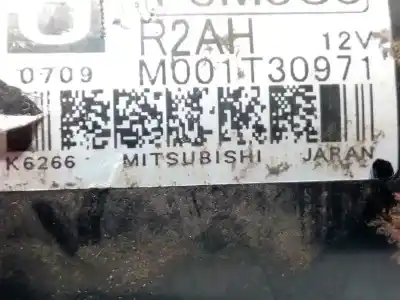 R2AH 12V
0709 M001T30971
K6266 MITSUBISHI JAPAN